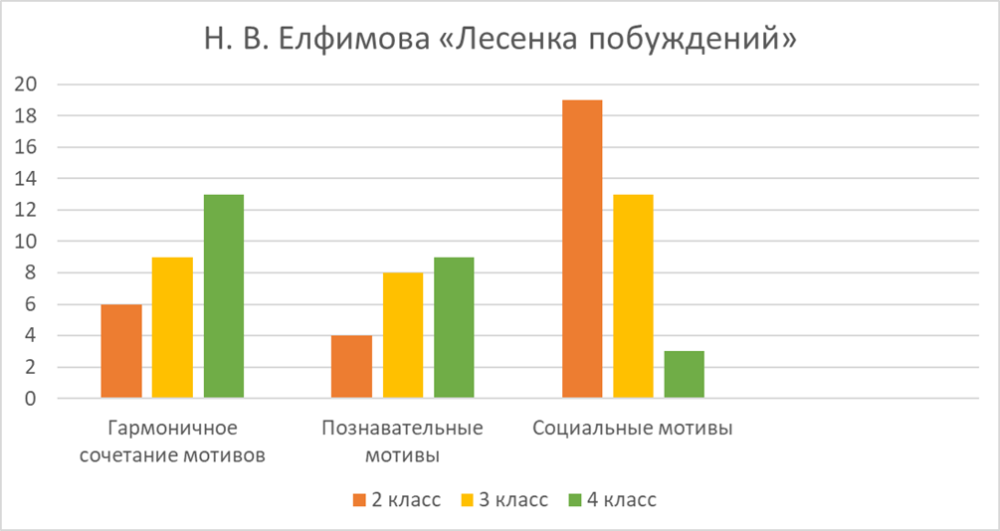 Н. В. Елфимова «Лесенка побуждений»
20
18
16
14
12
10
8
6
4
2
0
Гармоничное
сочетание мотивов
Познавательные
мотивы
Социальные мотивы
2 класс 3 класс 4 класс